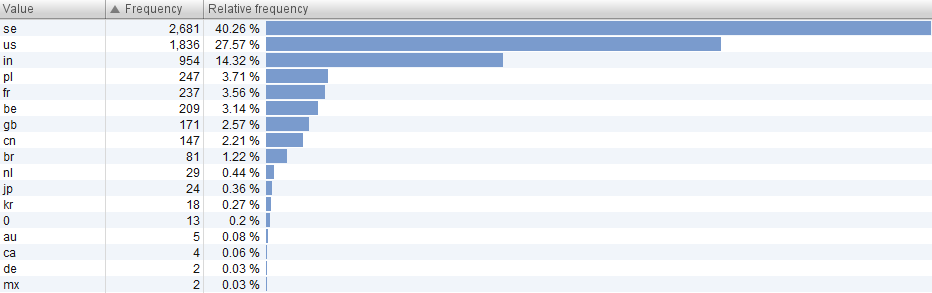 Value Frequency Relative frequency
se 2,681 40.26 %
us 1,836 27.57 %
in 954 14.32 %
pl 247 3.71 %
fr 237 3.56 %
be 209 3.14 %
gb 171 2.57 %
cn 147 2.21 %
br 81 1.22 %
nl 29 0.44 %
jp 24 0.36 %
kr 18 0.27 %
0 13 0.2 %
au 5 0.08 %
ca 4 0.06 %
de 2 0.03 %
mx 2 0.03 %